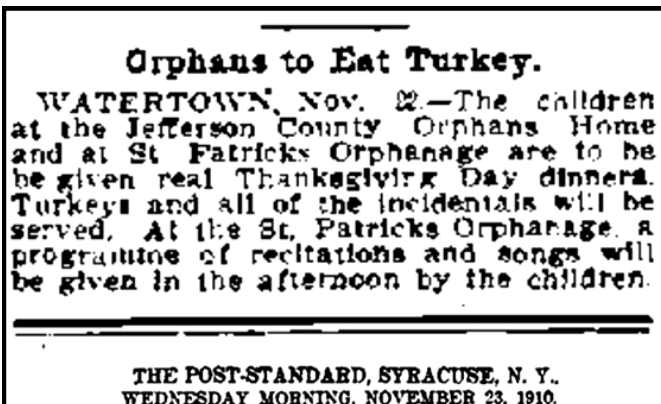 Orphans to Eat Turkey.
WATERTOWN, Nov. 22.—The children
at the Jefferson County Orphans Home
and at St Patricks Orphanage are to be
be given real Thanksgiving Day dinners.
Turkeys and all of the incidentals will be
served. At the St. Patricks Orphanage a
programme of recitations and songs will
be given in the afternoon by the children.
THE POST-STANDARD, SYRACUSE, N. Y.,
WEDNESDAY MORNING, NOVEMBER 23, 1910.